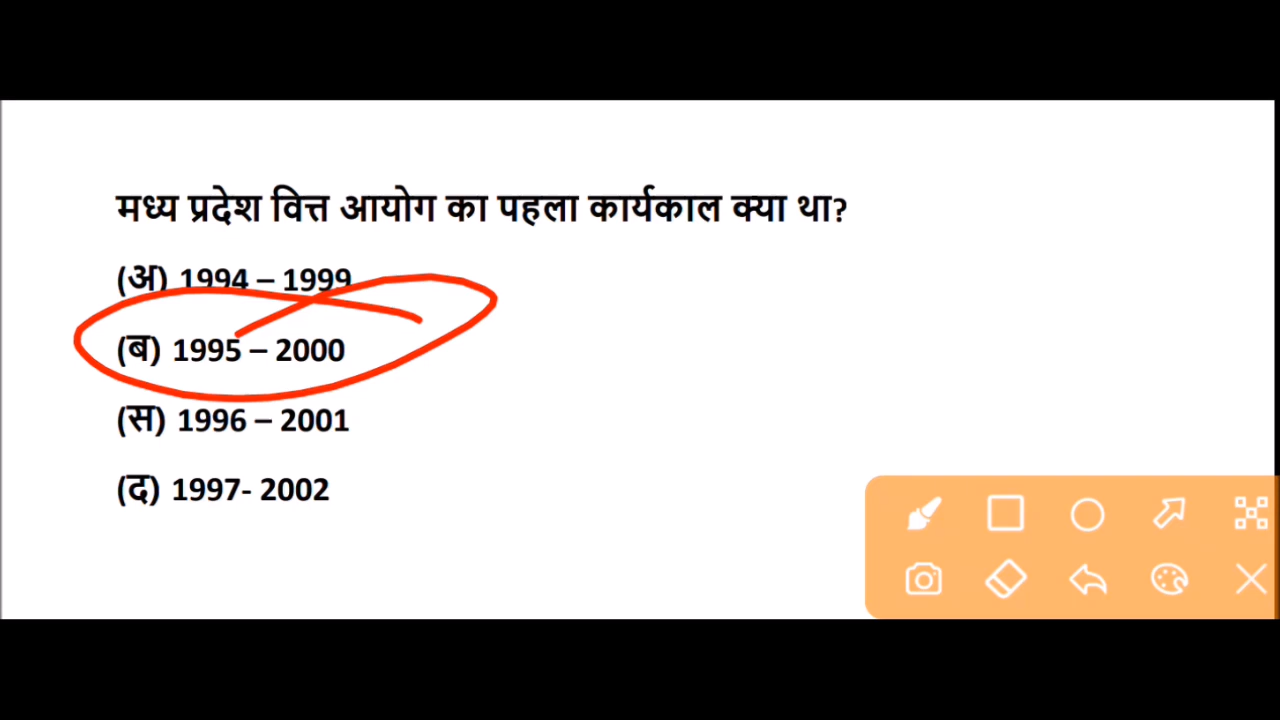 मध्य प्रदेश वित्त आयोग का पहला कार्यकाल क्या था?
(अ) 1994 – 1999
(ब) 1995 – 2000
(स) 1996 – 2001
(द) 1997- 2002